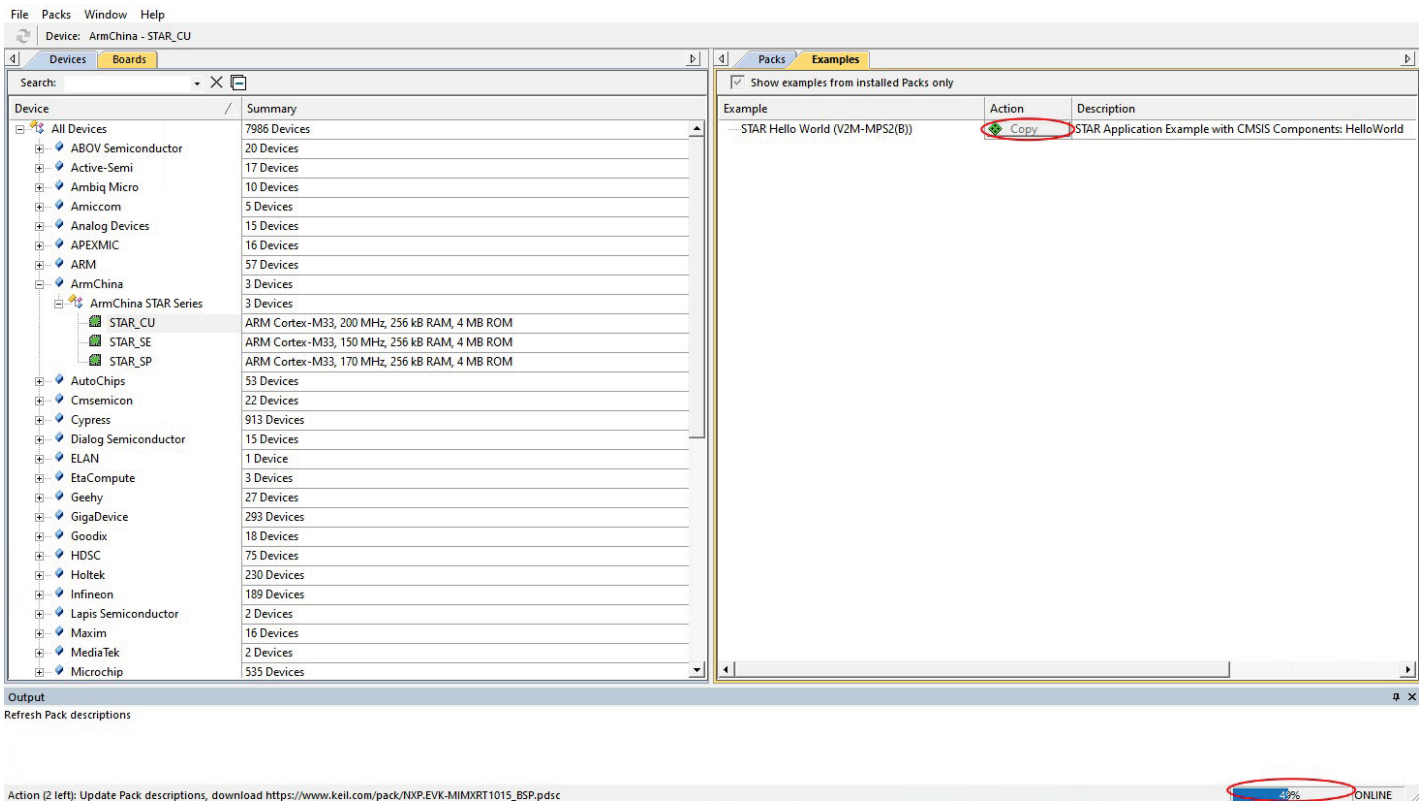 File Packs Window Help
Device: ArmChina - STAR_CU
Devices Boards
Search:
Device / Summary
All Devices 7986 Devices
ABOV Semiconductor 20 Devices
Active-Semi 17 Devices
Ambiq Micro 10 Devices
Amiccom 5 Devices
Analog Devices 15 Devices
APEXMIC 16 Devices
ARM 57 Devices
ArmChina 3 Devices
ArmChina STAR Series 3 Devices
STAR_CU ARM Cortex-M33, 200 MHz, 256 kB RAM, 4 MB ROM
STAR_SE ARM Cortex-M33, 150 MHz, 256 kB RAM, 4 MB ROM
STAR_SP ARM Cortex-M33, 170 MHz, 256 kB RAM, 4 MB ROM
AutoChips 53 Devices
Cmsemicon 22 Devices
Cypress 913 Devices
Dialog Semiconductor 15 Devices
ELAN 1 Device
EtaCompute 3 Devices
Geehy 27 Devices
GigaDevice 293 Devices
Goodix 18 Devices
HDSC 75 Devices
Holtek 230 Devices
Infineon 189 Devices
Lapis Semiconductor 2 Devices
Maxim 16 Devices
MediaTek 2 Devices
Microchip 535 Devices
Packs Examples
Show examples from installed Packs only
Example Action Description
STAR Hello World (V2M-MPS2(B)) Copy STAR Application Example with CMSIS Components: HelloWorld
Output
Refresh Pack descriptions
Action (2 left): Update Pack descriptions, download https://www.keil.com/pack/NXP.EVK-MIMXRT1015_BSP.pdsc 49% ONLINE